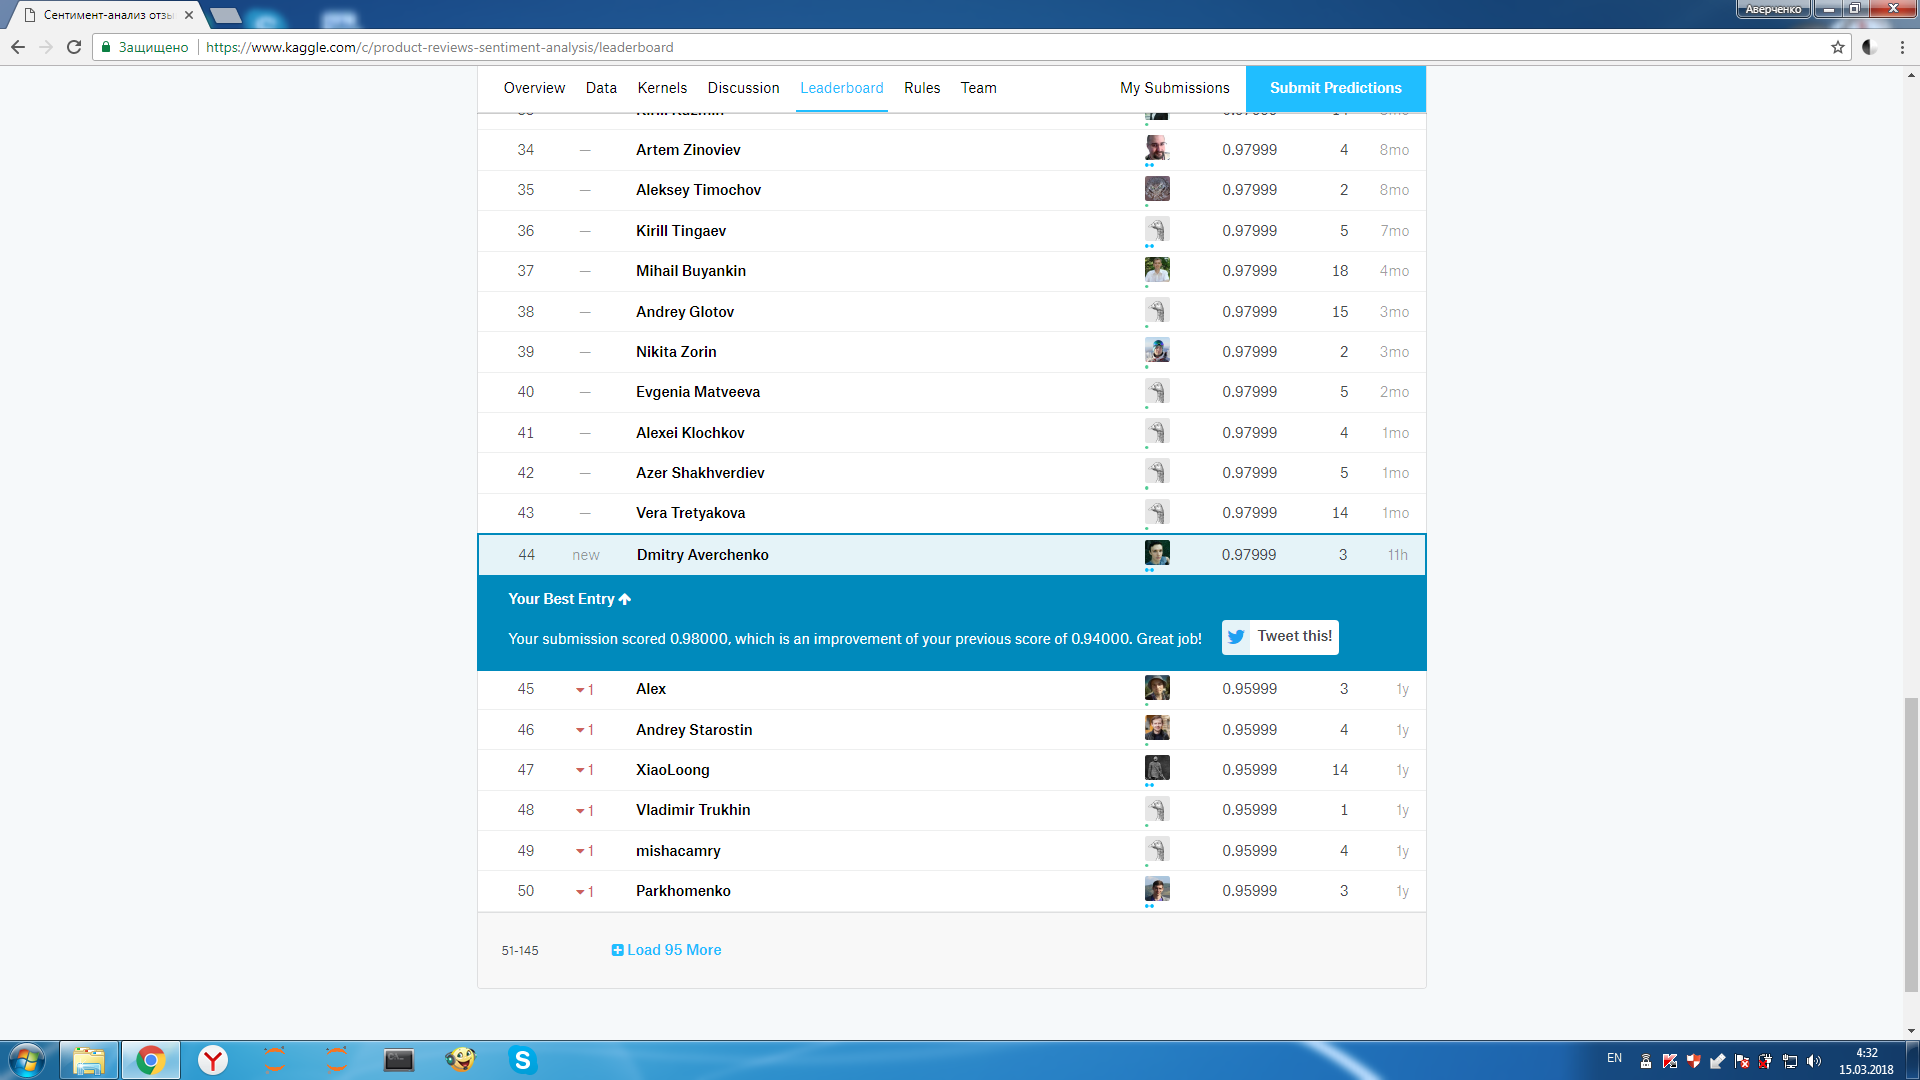 Сентимент-анализ отзы
Аверченко
Защищено https://www.kaggle.com/c/product-reviews-sentiment-analysis/leaderboard
Overview Data Kernels Discussion Leaderboard Rules Team My Submissions Submit Predictions
34 — Artem Zinoviev 0.97999 4 8mo
35 — Aleksey Timochov 0.97999 2 8mo
36 — Kirill Tingaev 0.97999 5 7mo
37 — Mihail Buyankin 0.97999 18 4mo
38 — Andrey Glotov 0.97999 15 3mo
39 — Nikita Zorin 0.97999 2 3mo
40 — Evgenia Matveeva 0.97999 5 2mo
41 — Alexei Klochkov 0.97999 4 1mo
42 — Azer Shakhverdiev 0.97999 5 1mo
43 — Vera Tretyakova 0.97999 14 1mo
44 new Dmitry Averchenko 0.97999 3 11h
Your Best Entry
Your submission scored 0.98000, which is an improvement of your previous score of 0.94000. Great job! Tweet this!
45 1 Alex 0.95999 3 1y
46 1 Andrey Starostin 0.95999 4 1y
47 1 XiaoLoong 0.95999 14 1y
48 1 Vladimir Trukhin 0.95999 1 1y
49 1 mishacamry 0.95999 4 1y
50 1 Parkhomenko 0.95999 3 1y
51-145 Load 95 More
EN
4:32
15.03.2018